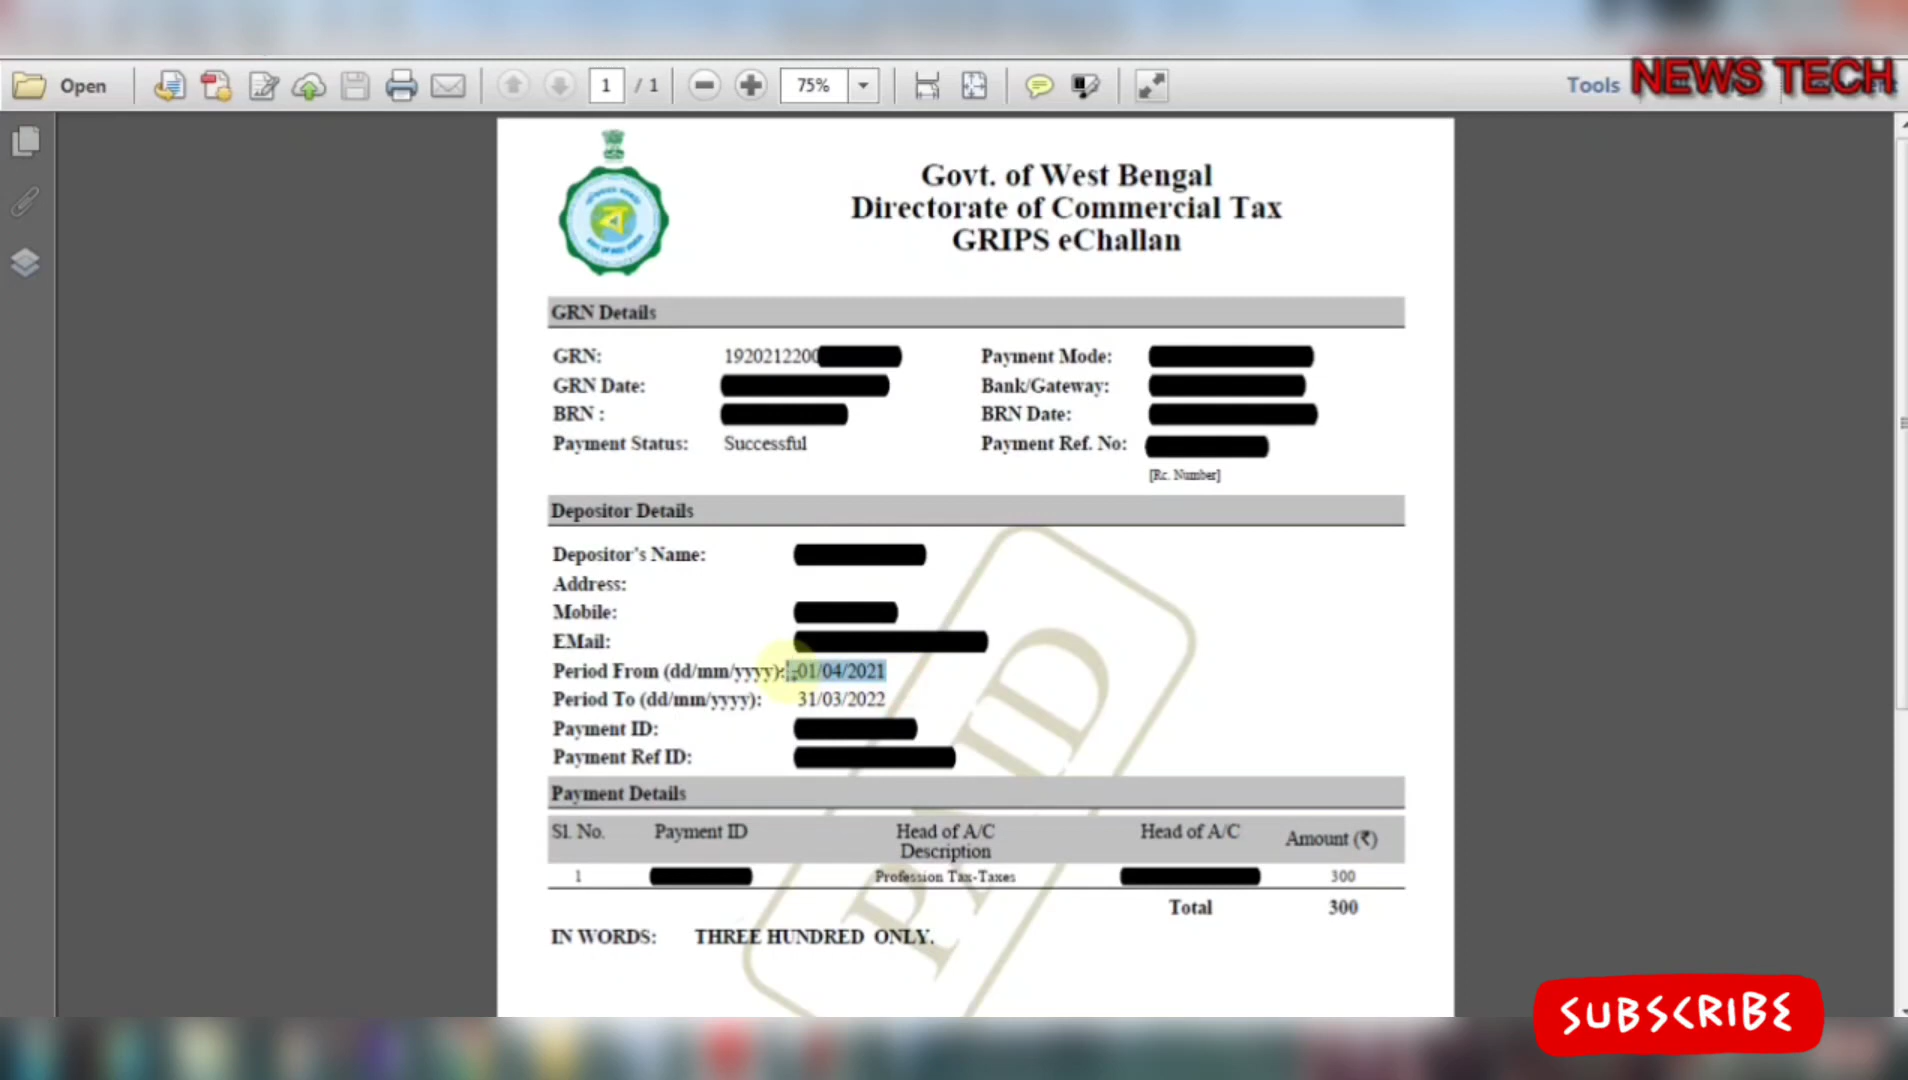 Open
1 / 1
75%
Tools
NEWS TECH
Govt. of West Bengal
Directorate of Commercial Tax
GRIPS eChallan
GRN Details
GRN: 1920212200 Payment Mode:
GRN Date: Bank/Gateway:
BRN : BRN Date:
Payment Status: Successful Payment Ref. No:
[Rc. Number]
Depositor Details
Depositor's Name:
Address:
Mobile:
EMail:
Period From (dd/mm/yyyy): 01/04/2021
Period To (dd/mm/yyyy): 31/03/2022
Payment ID:
Payment Ref ID:
Payment Details
Sl. No. Payment ID Head of A/C Description Head of A/C Amount (₹)
1 Profession Tax-Taxes 300
Total 300
IN WORDS: THREE HUNDRED ONLY.
PAID
SUBSCRIBE